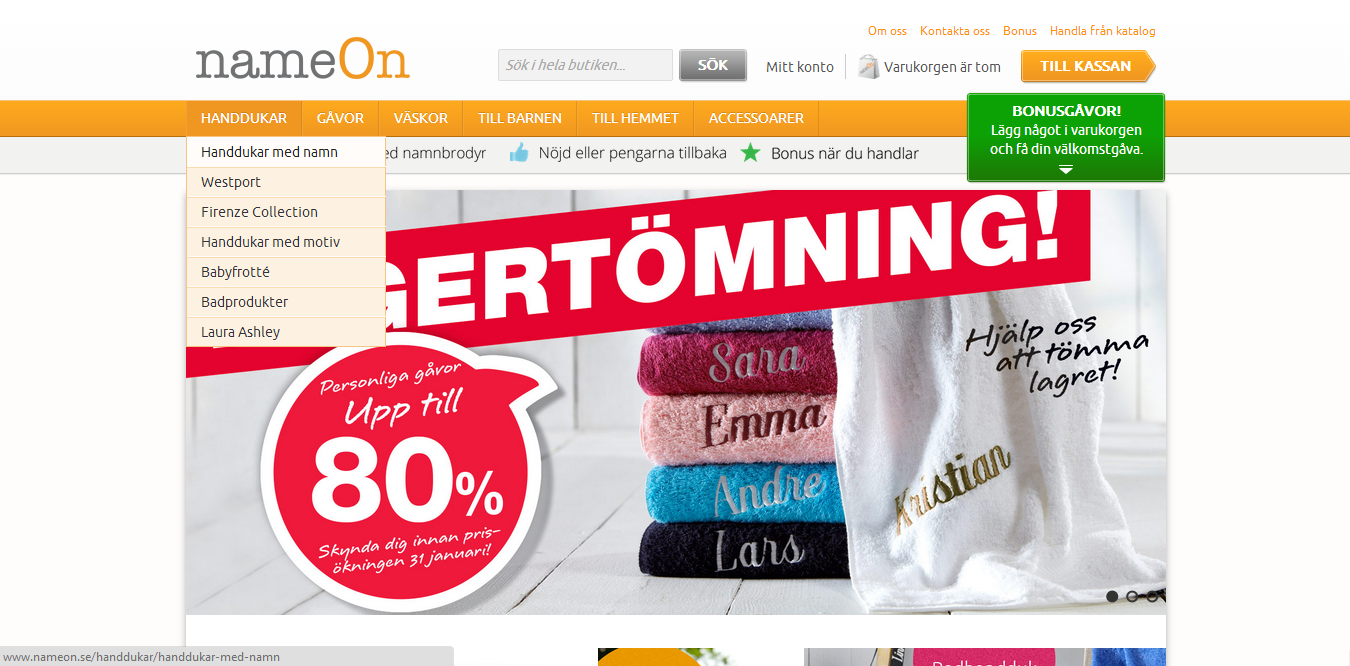 Om oss Kontakta oss Bonus Handla från katalog
nameOn
Sök i hela butiken...
SÖK
Mitt konto
Varukorgen är tom
TILL KASSAN
HANDDUKAR GÅVOR VÄSKOR TILL BARNEN TILL HEMMET ACCESSOARER
BONUSGÅVOR!
Lägg något i varukorgen
och få din välkomstgåva.
Handdukar med namn
Westport
Firenze Collection
Handdukar med motiv
Babyfrotté
Badprodukter
Laura Ashley
ed namnbrodyr
Nöjd eller pengarna tillbaka
Bonus när du handlar
GERTÖMNING!
Hjälp oss
att tömma
lagret!
Personliga gåvor
Upp till
80%
Skynda dig innan pris-
ökningen 31 januari!
Sara
Emma
Andre
Lars
Kristian
www.nameon.se/handdukar/handdukar-med-namn